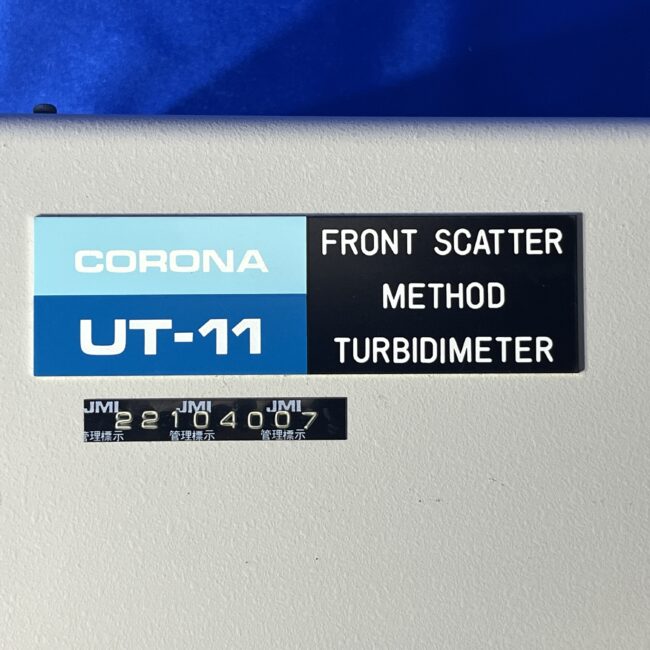 CORONA
UT-11
FRONT SCATTER
METHOD
TURBIDIMETER
JMI JMI JMI
22104007
管理標示 管理標示 管理標示